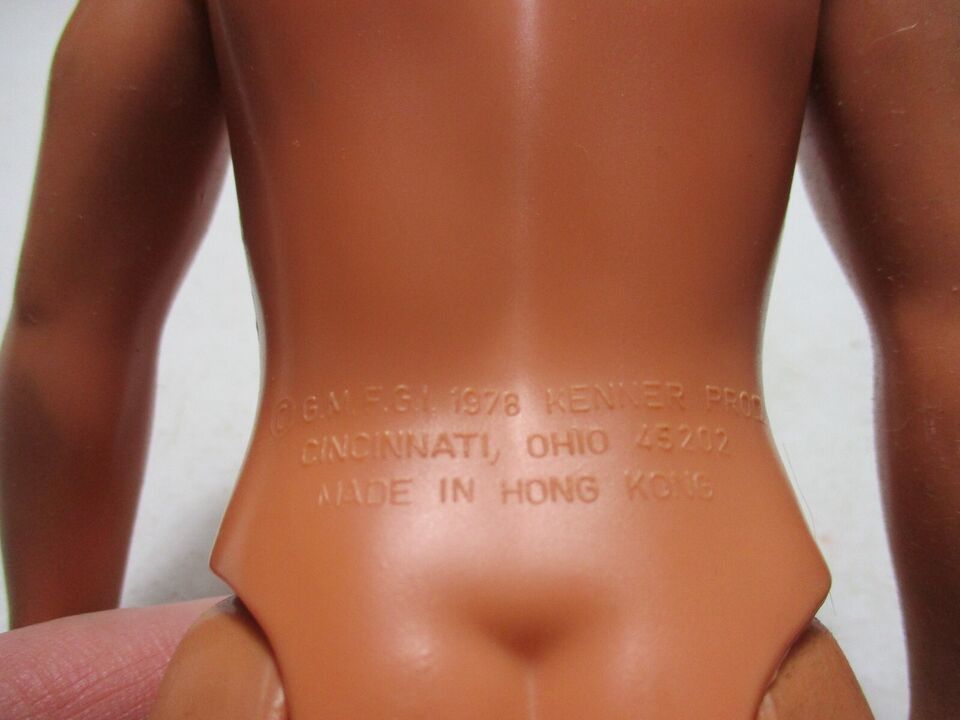 © G.M.F.G.I. 1978 KENNER PROD
CINCINNATI, OHIO 45202
MADE IN HONG KONG